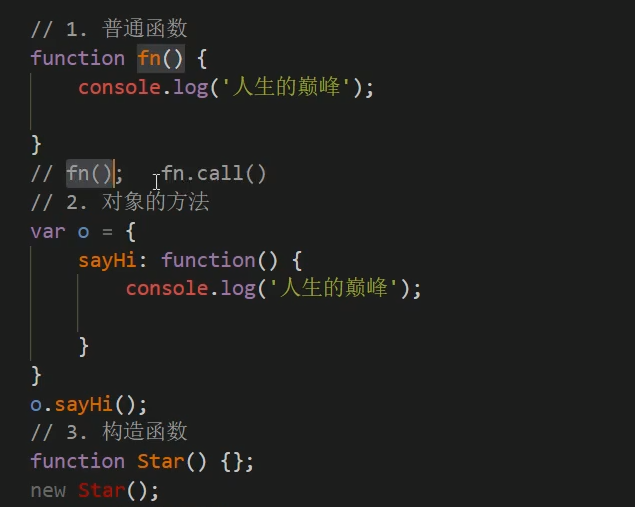 // 1. 普通函数
function fn() {
    console.log('人生的巅峰');
}
// fn();   fn.call()
// 2. 对象的方法
var o = {
    sayHi: function() {
        console.log('人生的巅峰');
    }
}
o.sayHi();
// 3. 构造函数
function Star() {};
new Star();